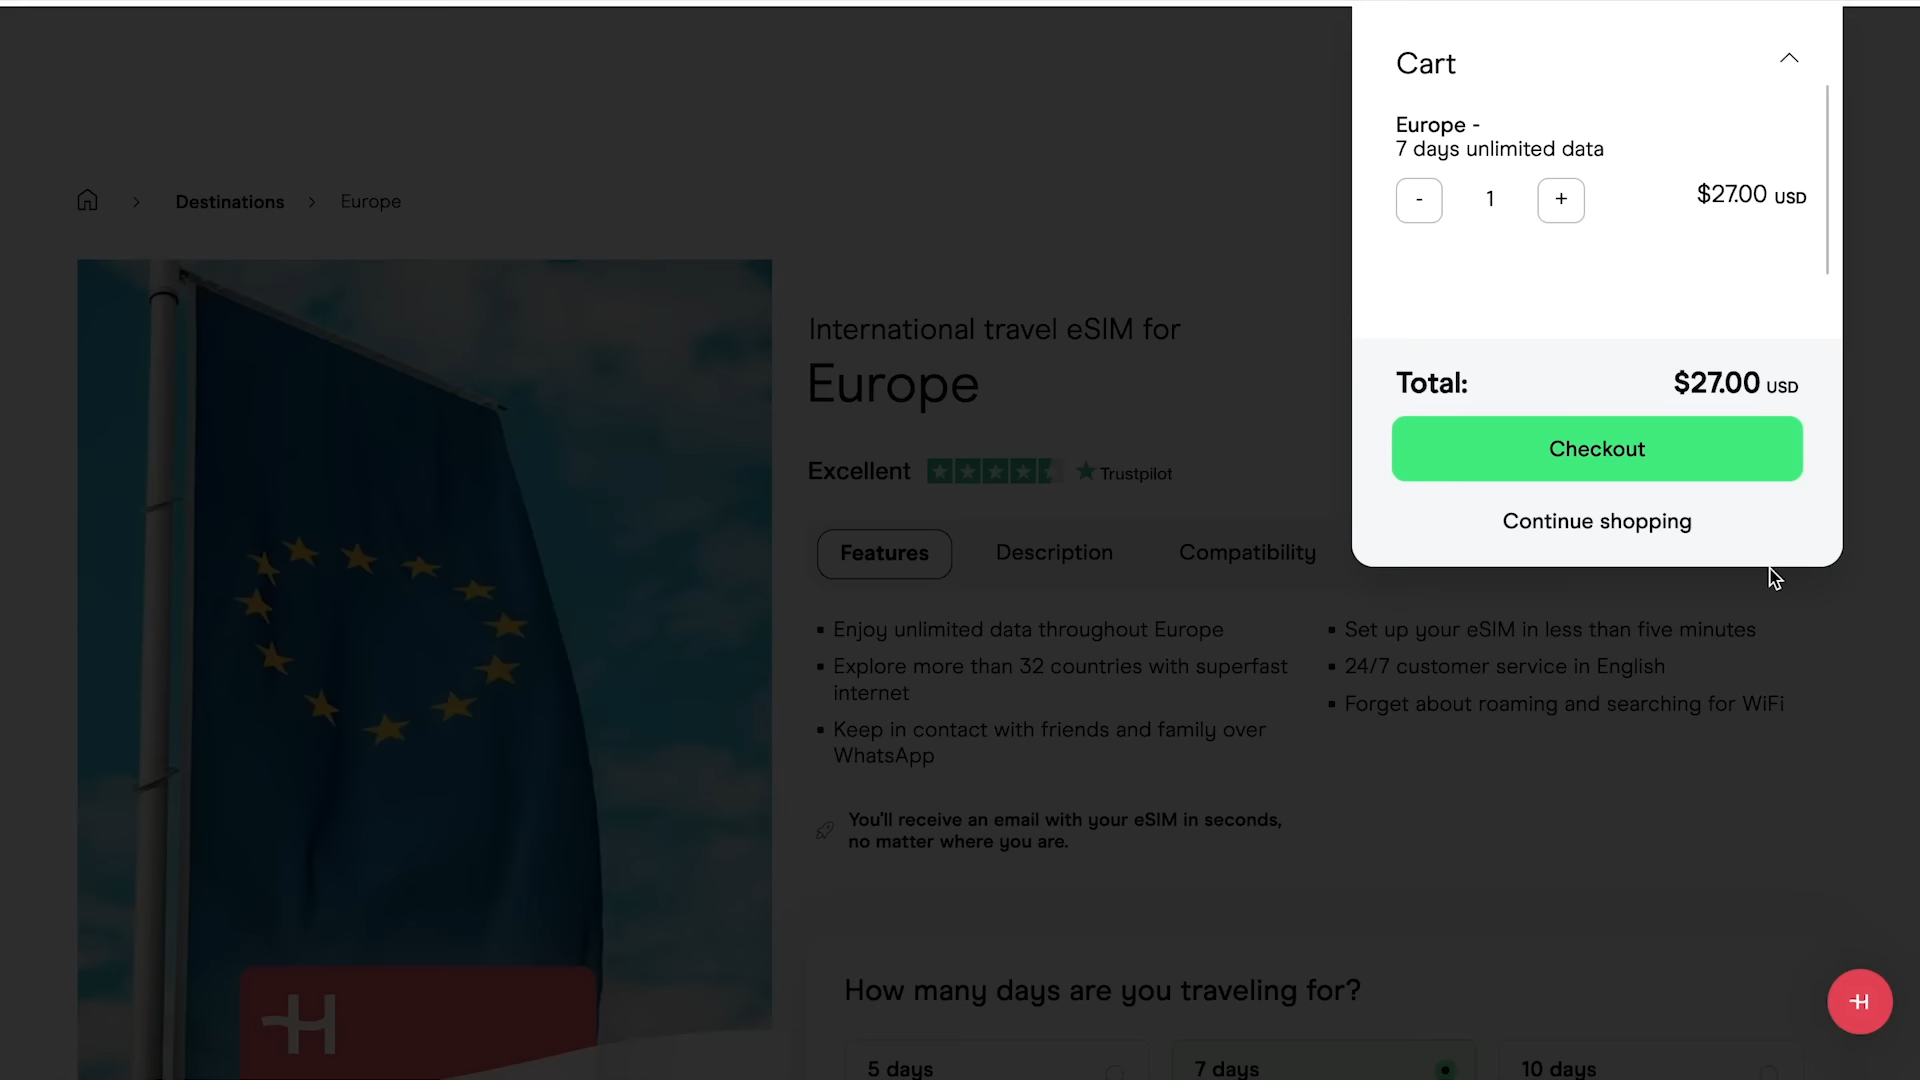 Cart
Europe -
7 days unlimited data
- 1 +
$27.00 USD
Total: $27.00 USD
Checkout
Continue shopping
Destinations > Europe
International travel eSIM for
Europe
Excellent Trustpilot
Features Description Compatibility
Enjoy unlimited data throughout Europe
Explore more than 32 countries with superfast
internet
Keep in contact with friends and family over
WhatsApp
Set up your eSIM in less than five minutes
24/7 customer service in English
Forget about roaming and searching for WiFi
You'll receive an email with your eSIM in seconds,
no matter where you are.
How many days are you traveling for?
5 days 7 days 10 days
H
H